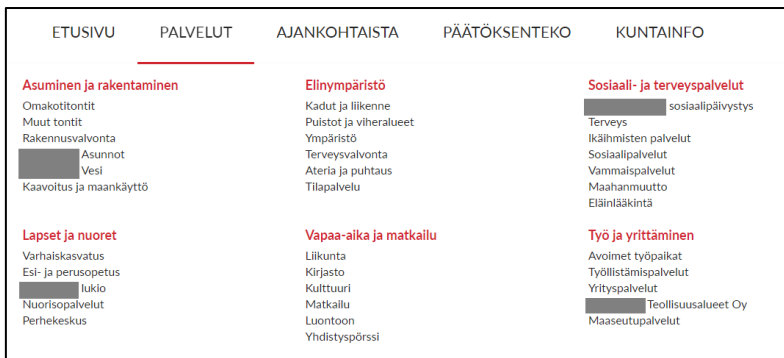 ETUSIVU PALVELUT AJANKOHTAISTA PÄÄTÖKSENTEKO KUNTAINFO
Asuminen ja rakentaminen
Omakotitontit
Muut tontit
Rakennusvalvonta
Asunnot
Vesi
Kaavoitus ja maankäyttö
Elinympäristö
Kadut ja liikenne
Puistot ja viheralueet
Ympäristö
Terveysvalvonta
Ateria ja puhtaus
Tilapalvelu
Sosiaali- ja terveyspalvelut
sosiaalipäivystys
Terveys
Ikäihmisten palvelut
Sosiaalipalvelut
Vammaispalvelut
Maahanmuutto
Eläinlääkintä
Lapset ja nuoret
Varhaiskasvatus
Esi- ja perusopetus
lukio
Nuorisopalvelut
Perhekeskus
Vapaa-aika ja matkailu
Liikunta
Kirjasto
Kulttuuri
Matkailu
Luontoon
Yhdistyspörssi
Työ ja yrittäminen
Avoimet työpaikat
Työllistämispalvelut
Yrityspalvelut
Teollisuusalueet Oy
Maaseutupalvelut